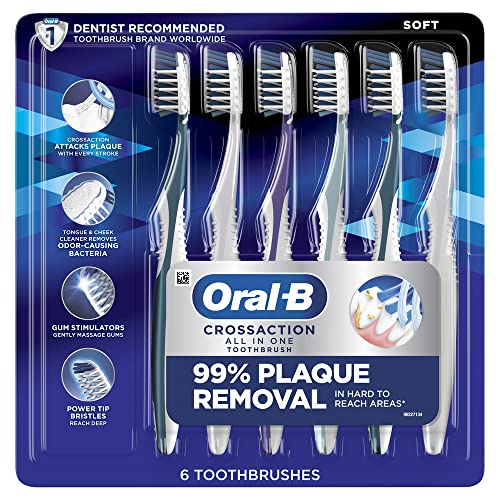 Oral-B
1
DENTIST RECOMMENDED
TOOTHBRUSH BRAND WORLDWIDE
SOFT
CROSSACTION
ATTACKS PLAQUE
WITH EVERY STROKE
TONGUE & CHEEK
CLEANER REMOVES
ODOR-CAUSING
BACTERIA
GUM STIMULATORS
GENTLY MASSAGE GUMS
POWER TIP
BRISTLES
REACH DEEP
Oral-B
CROSSACTION
ALL IN ONE
TOOTHBRUSH
99% PLAQUE
REMOVAL
IN HARD TO
REACH AREAS*
90227134
6 TOOTHBRUSHES